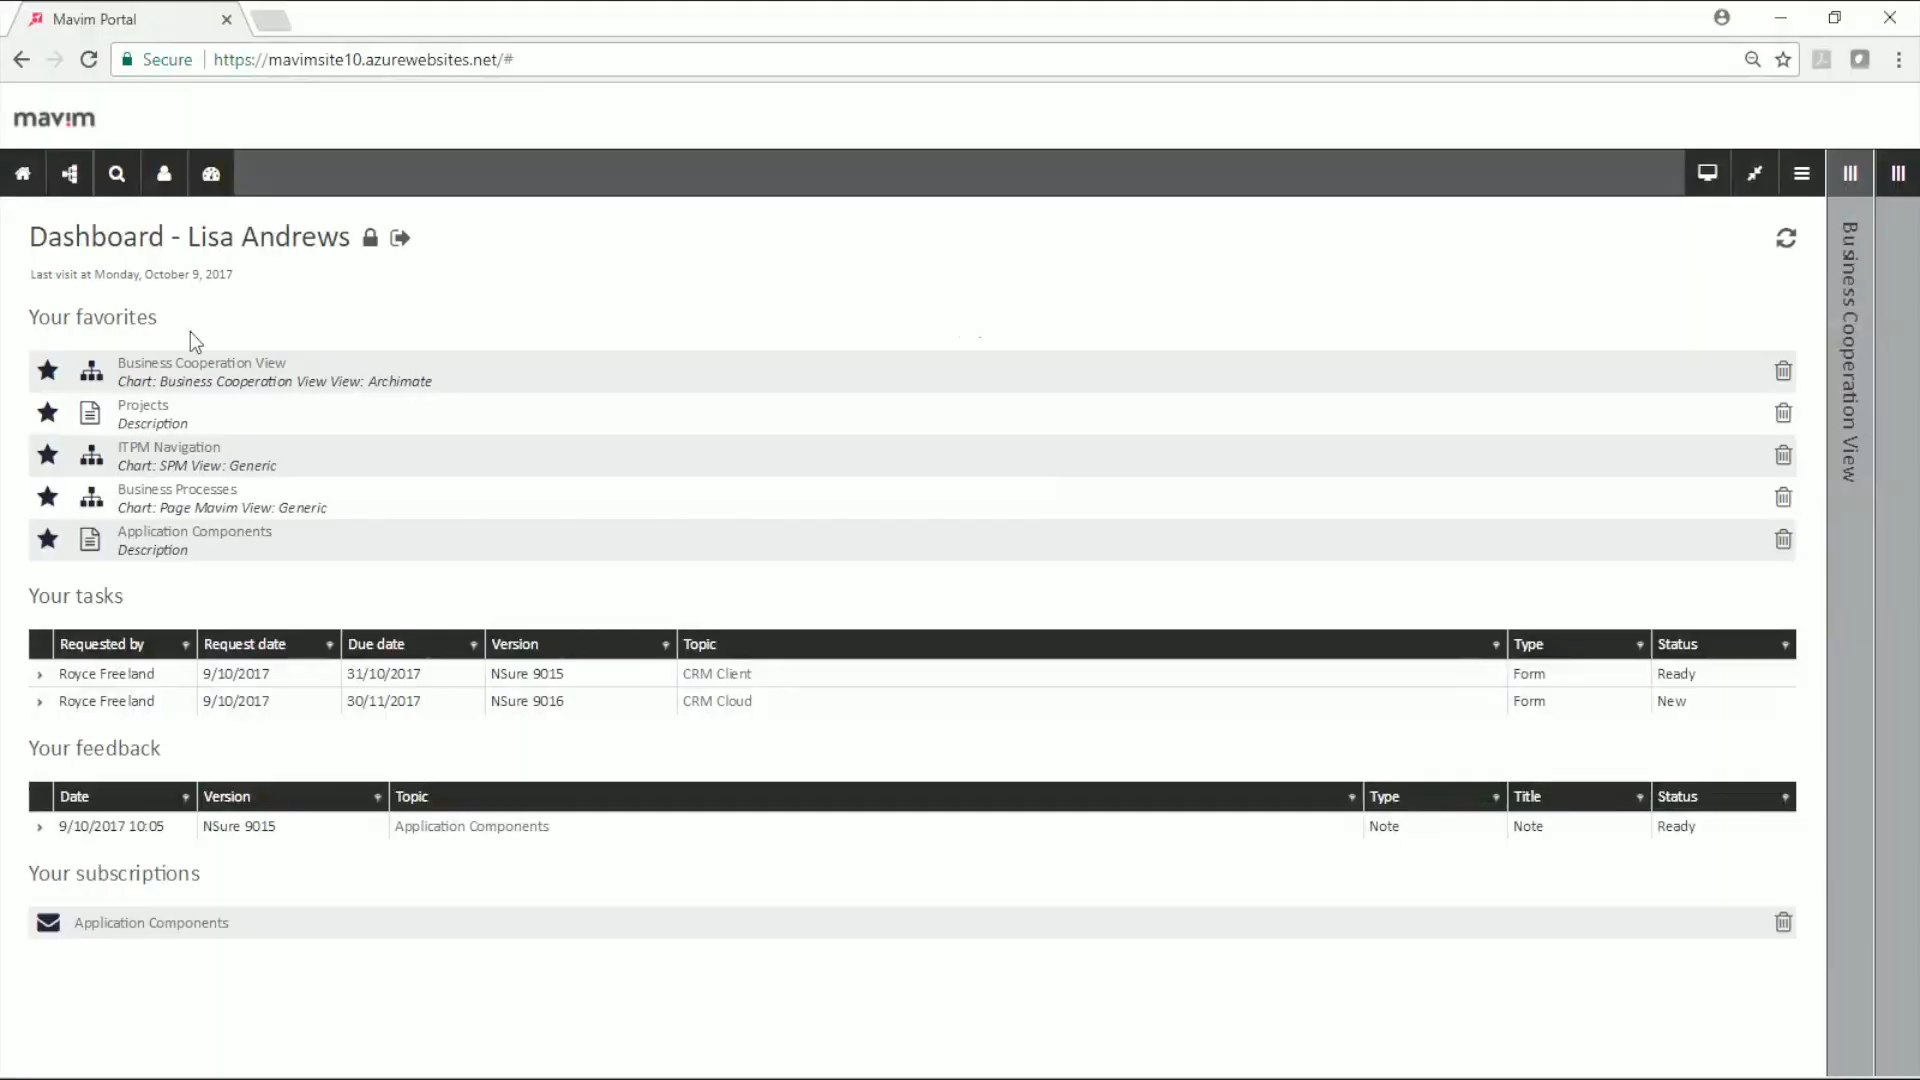 Mavim Portal
Secure https://mavimsite10.azurewebsites.net/#
mavim
Dashboard - Lisa Andrews
Last visit at Monday, October 9, 2017
Your favorites
Business Cooperation View
Chart: Business Cooperation View View: Archimate
Projects
Description
ITPM Navigation
Chart: SPM View: Generic
Business Processes
Chart: Page Mavim View: Generic
Application Components
Description
Your tasks
Requested by Request date Due date Version Topic Type Status
Royce Freeland 9/10/2017 31/10/2017 NSure 9015 CRM Client Form Ready
Royce Freeland 9/10/2017 30/11/2017 NSure 9016 CRM Cloud Form New
Your feedback
Date Version Topic Type Title Status
9/10/2017 10:05 NSure 9015 Application Components Note Note Ready
Your subscriptions
Application Components
Business Cooperation View